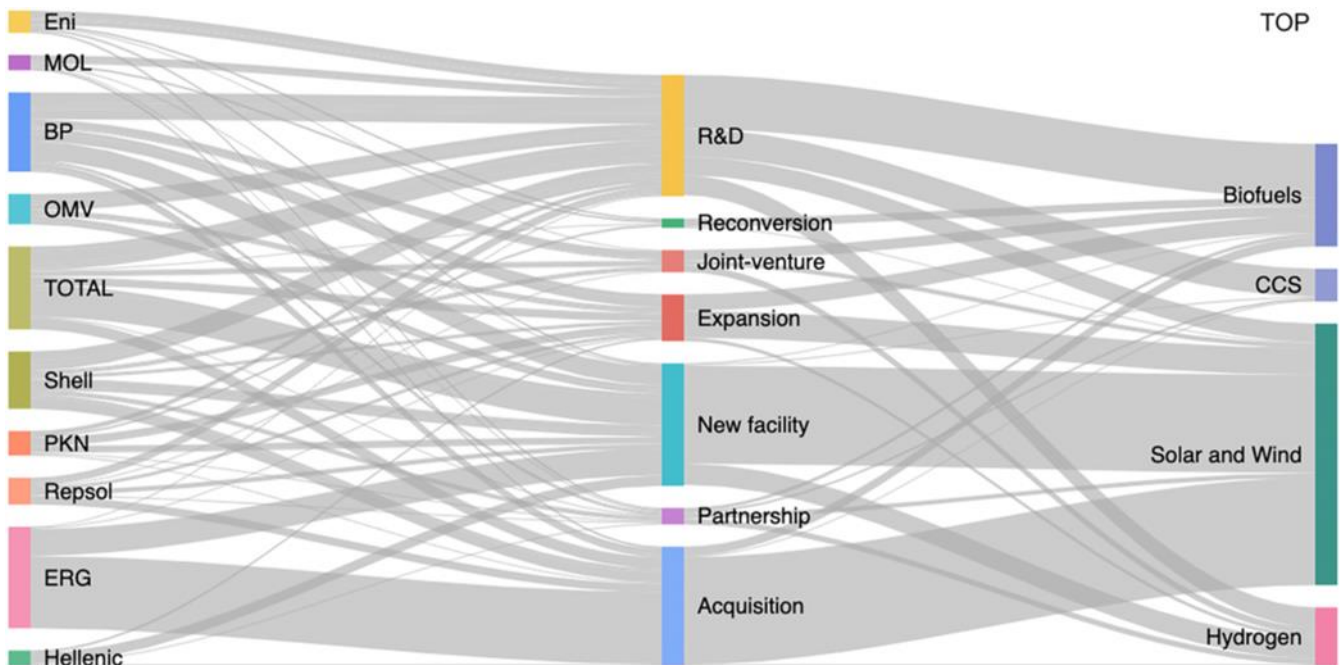 TOP
Eni
MOL
BP
OMV
TOTAL
Shell
PKN
Repsol
ERG
Hellenic
R&D
Reconversion
Joint-venture
Expansion
New facility
Partnership
Acquisition
Biofuels
CCS
Solar and Wind
Hydrogen